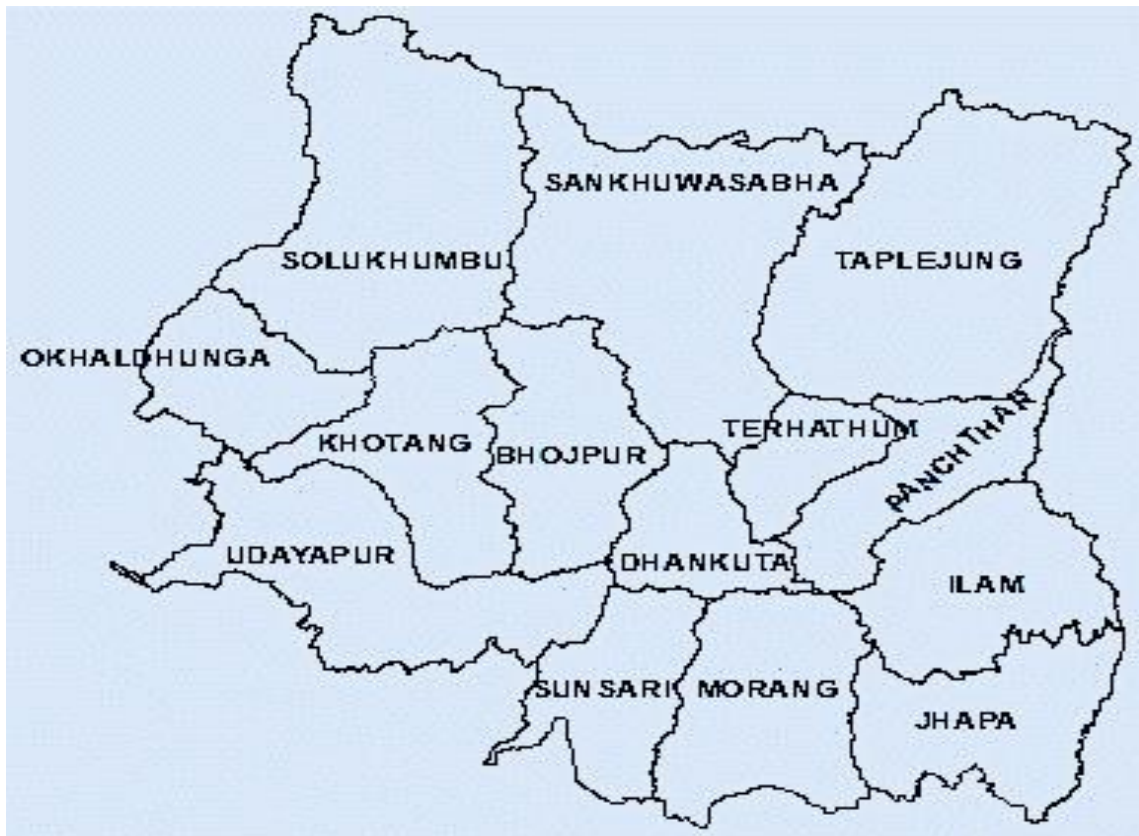 SANKHUWASABHA
SOLUKHUMBU
TAPLEJUNG
OKHALDHUNGA
KHOTANG
BHOJPUR
TERHATHUM
PANCHTHAR
UDAYAPUR
DHANKUTA
ILAM
SUNSARI
MORANG
JHAPA